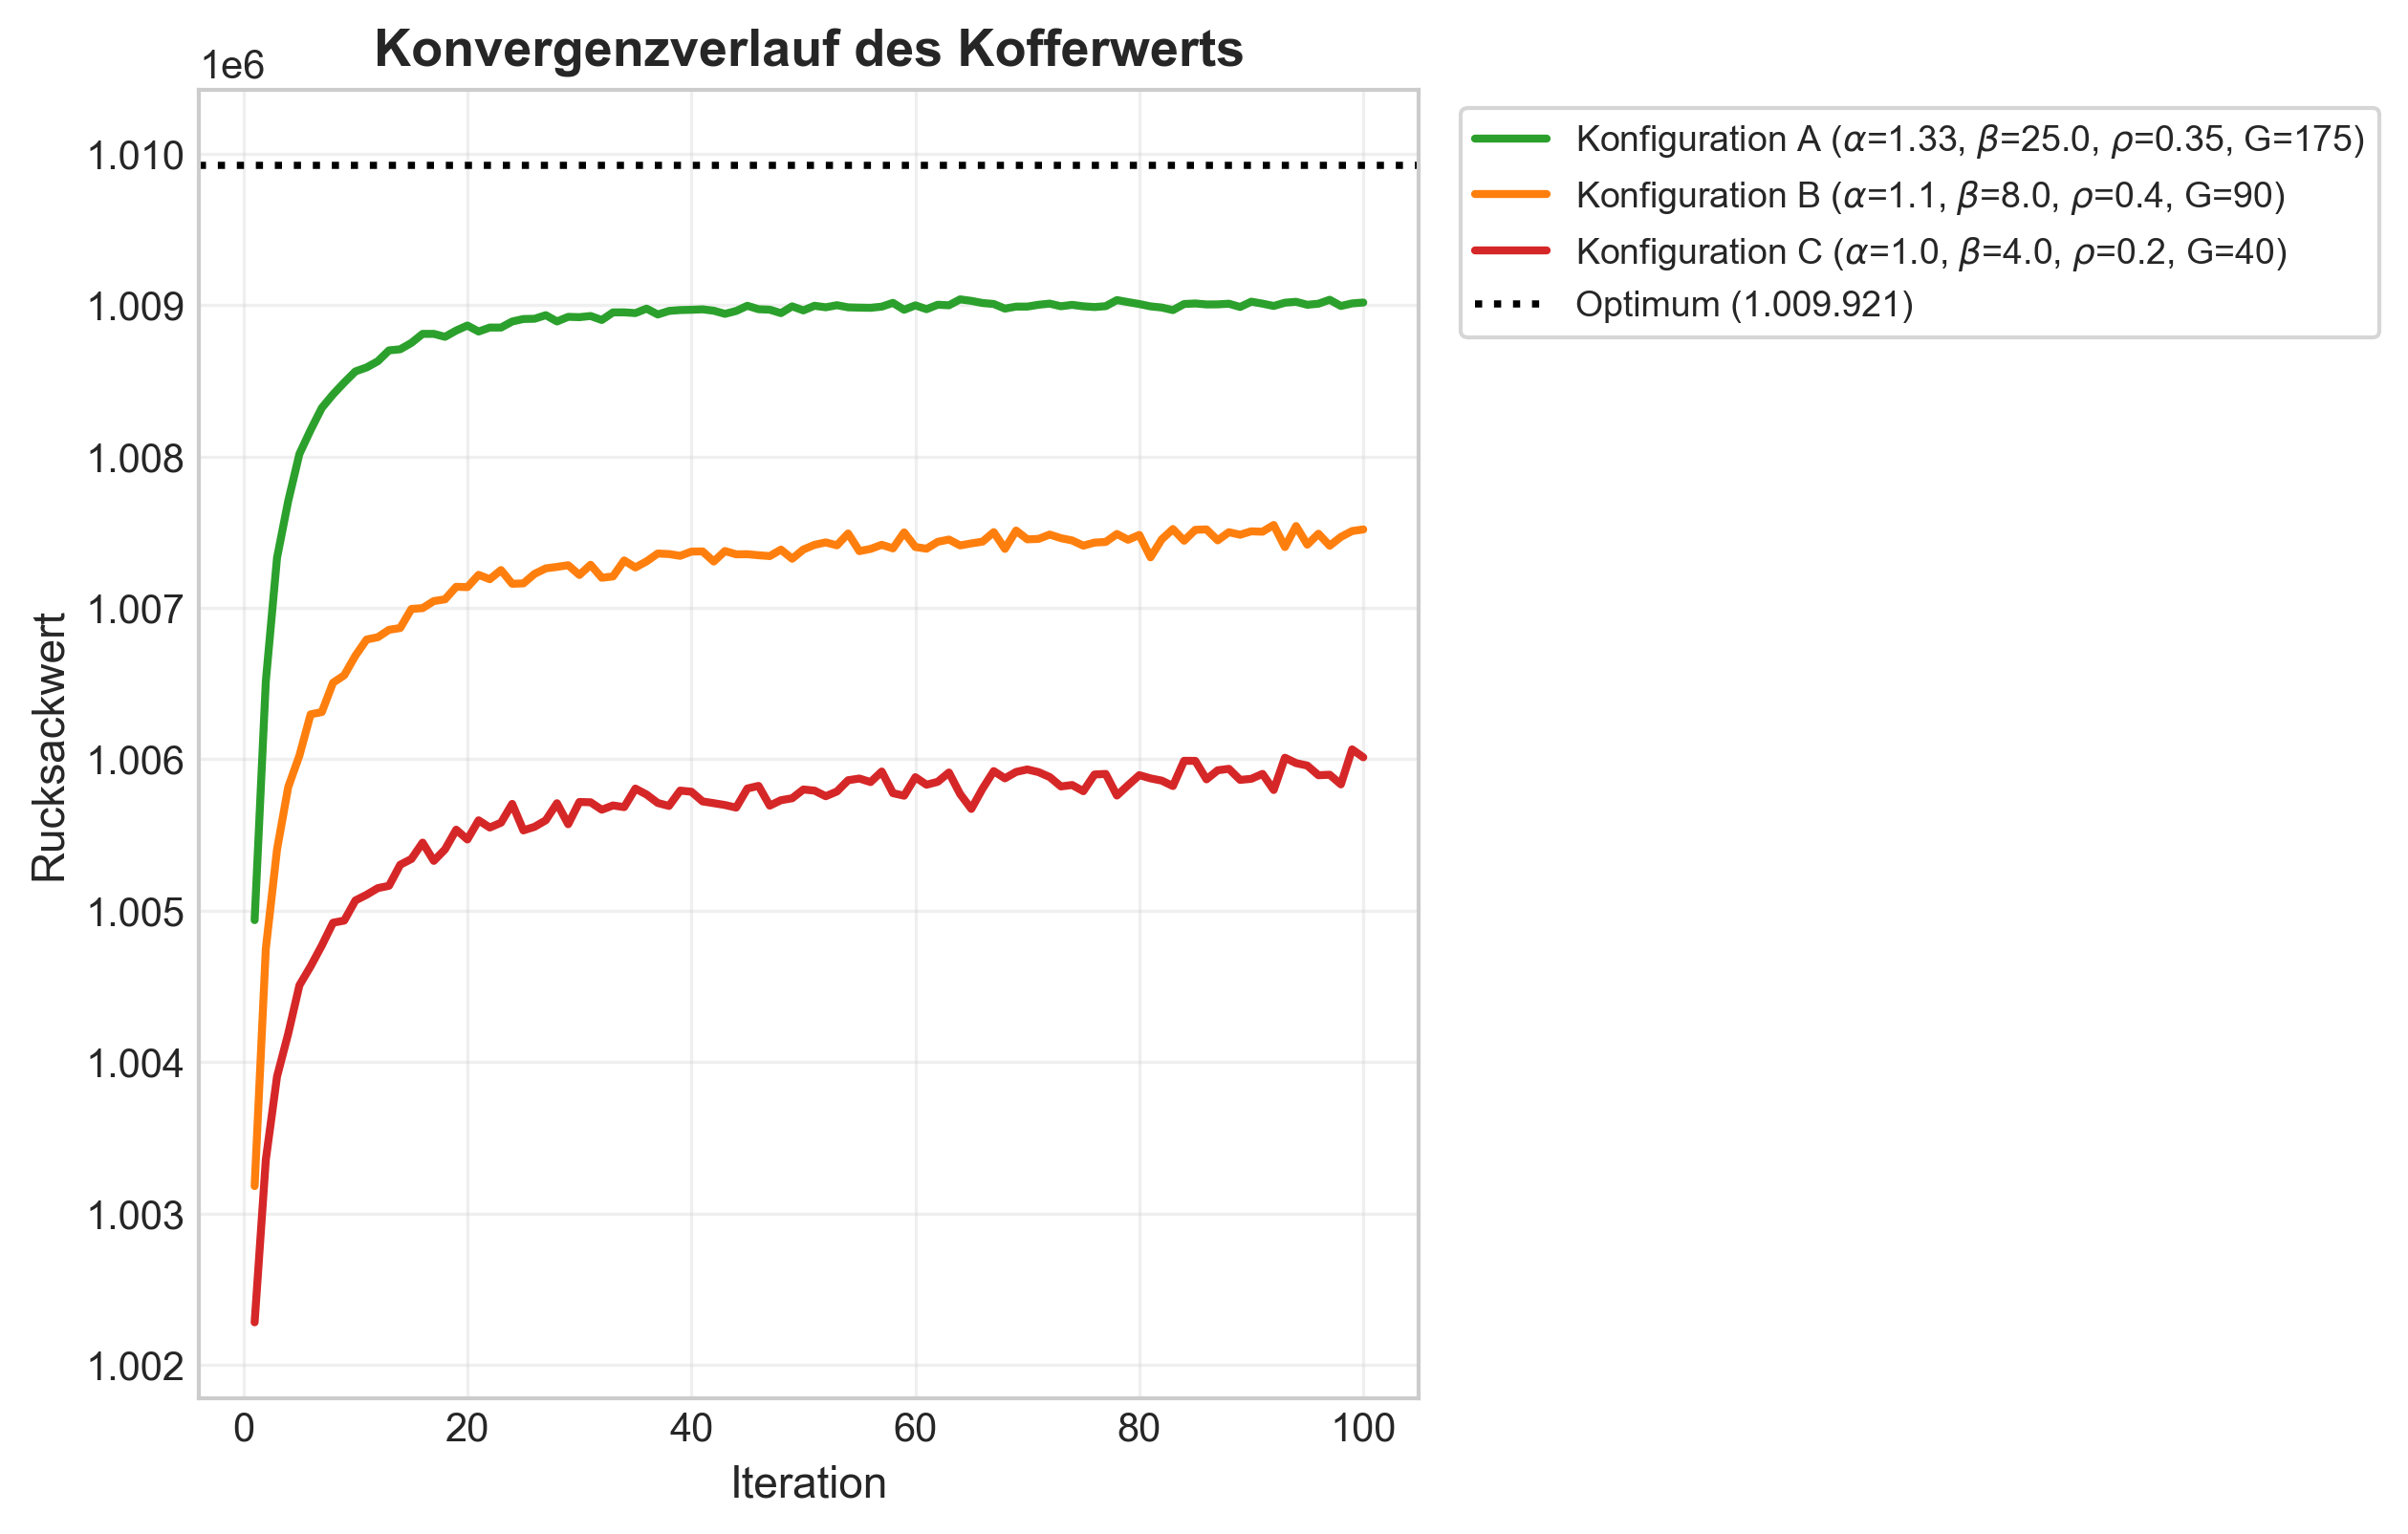 Konvergenzverlauf des Kofferwerts
1e6
1.010
1.009
1.008
1.007
1.006
1.005
1.004
1.003
1.002
Rucksackwert
0 20 40 60 80 100
Iteration
Konfiguration A (α=1.33, β=25.0, ρ=0.35, G=175)
Konfiguration B (α=1.1, β=8.0, ρ=0.4, G=90)
Konfiguration C (α=1.0, β=4.0, ρ=0.2, G=40)
Optimum (1.009.921)